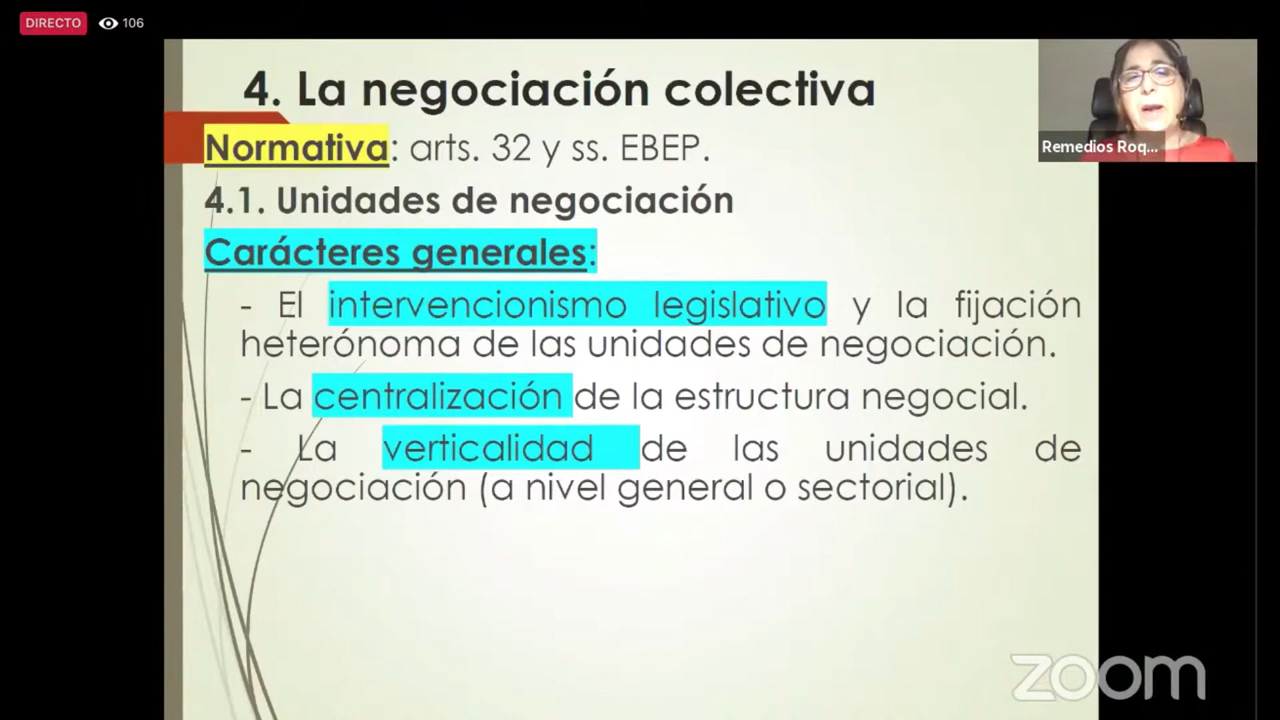 DIRECTO 106
4. La negociación colectiva
Remedios Roq...
Normativa: arts. 32 y ss. EBEP.
4.1. Unidades de negociación
Carácteres generales:
- El intervencionismo legislativo y la fijación
heterónoma de las unidades de negociación.
- La centralización de la estructura negocial.
- La verticalidad de las unidades de
negociación (a nivel general o sectorial).
zoom